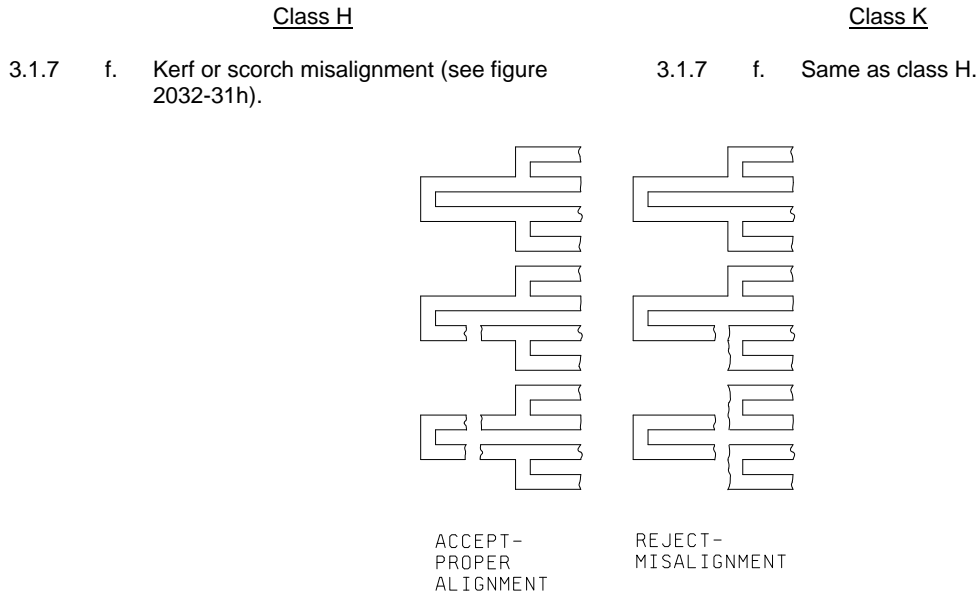 Class H
Class K
3.1.7 f. Kerf or scorch misalignment (see figure
2032-31h).
3.1.7 f. Same as class H.
ACCEPT-
PROPER
ALIGNMENT
REJECT-
MISALIGNMENT